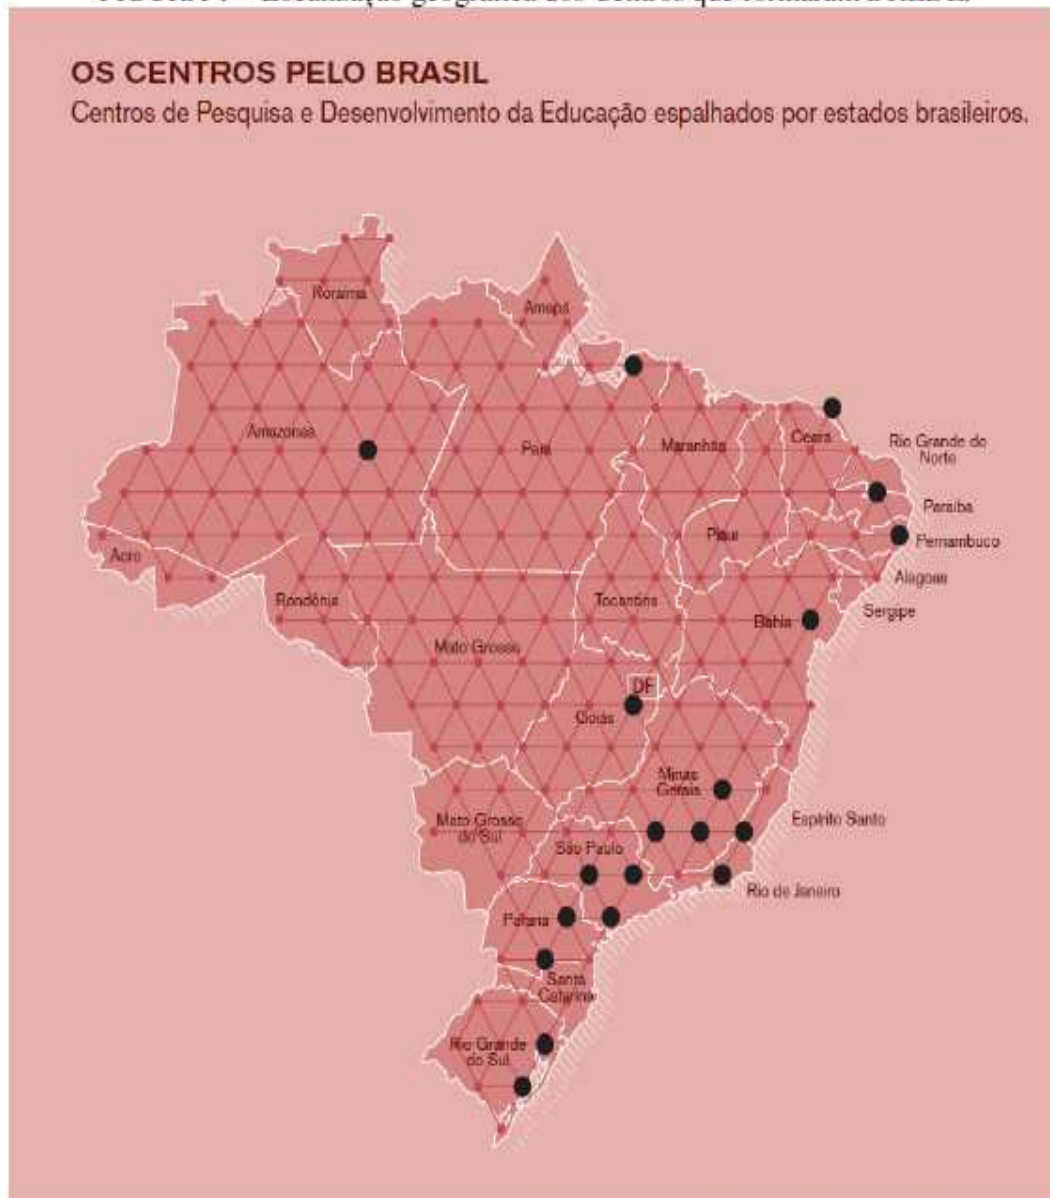 OS CENTROS PELO BRASIL
Centros de Pesquisa e Desenvolvimento da Educação espalhados por estados brasileiros.
Roraima
Amapá
Amazonas
Pará
Maranhão
Ceará
Rio Grande do
Norte
Paraíba
Piauí
Pernambuco
Acre
Alagoas
Rondônia
Tocantins
Sergipe
Bahia
Mato Grosso
DF
Goiás
Minas
Gerais
Espírito Santo
Mato Grosso
do Sul
São Paulo
Rio de Janeiro
Paraná
Santa
Catarina
Rio Grande
do Sul